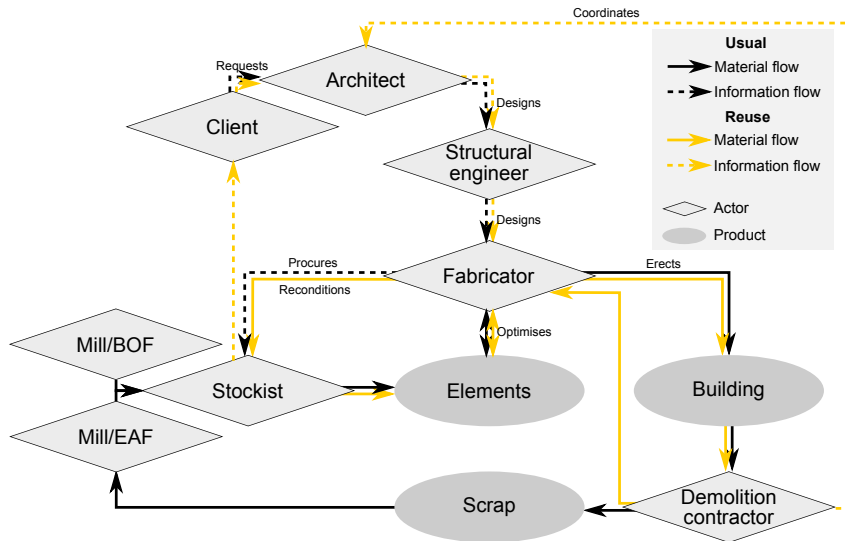 Coordinates
Usual
Material flow
Information flow
Reuse
Material flow
Information flow
Actor
Product
Requests
Architect
Client
Designs
Structural
engineer
Designs
Procures
Reconditions
Fabricator
Erects
Optimises
Mill/BOF
Stockist
Elements
Building
Mill/EAF
Scrap
Demolition
contractor